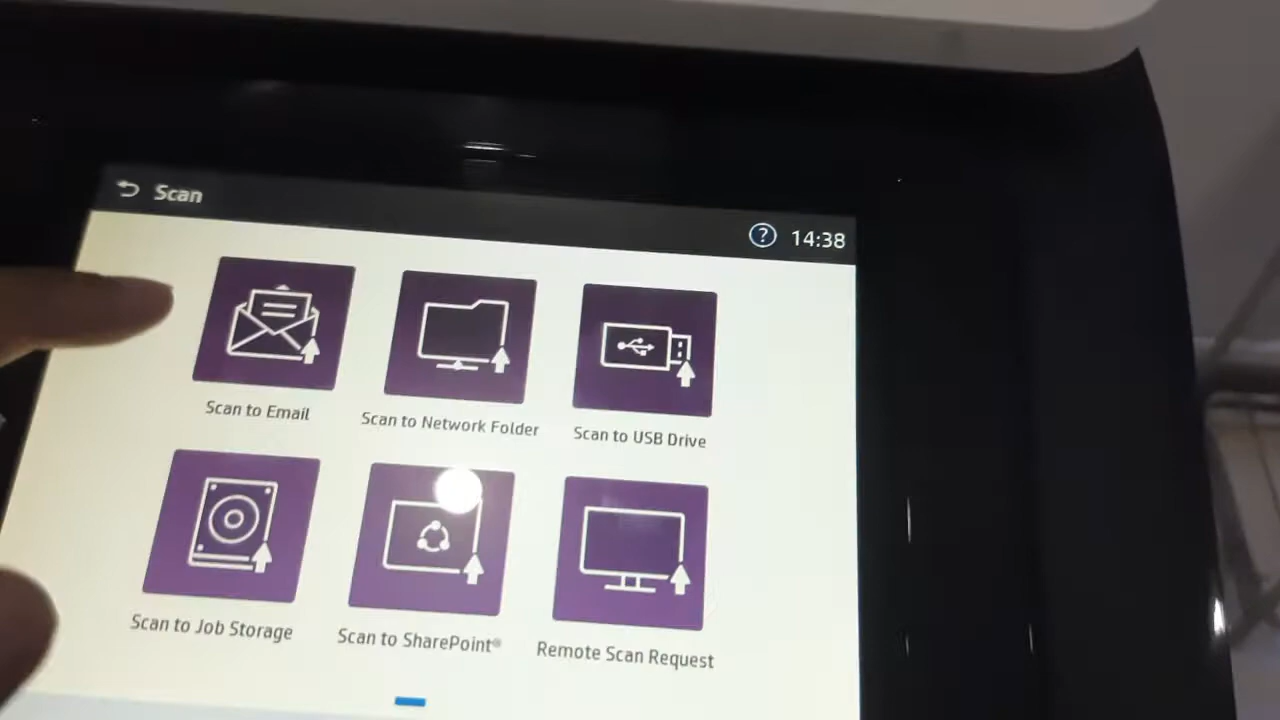 Scan
? 14:38
Scan to Email
Scan to Network Folder
Scan to USB Drive
Scan to Job Storage
Scan to SharePoint®
Remote Scan Request